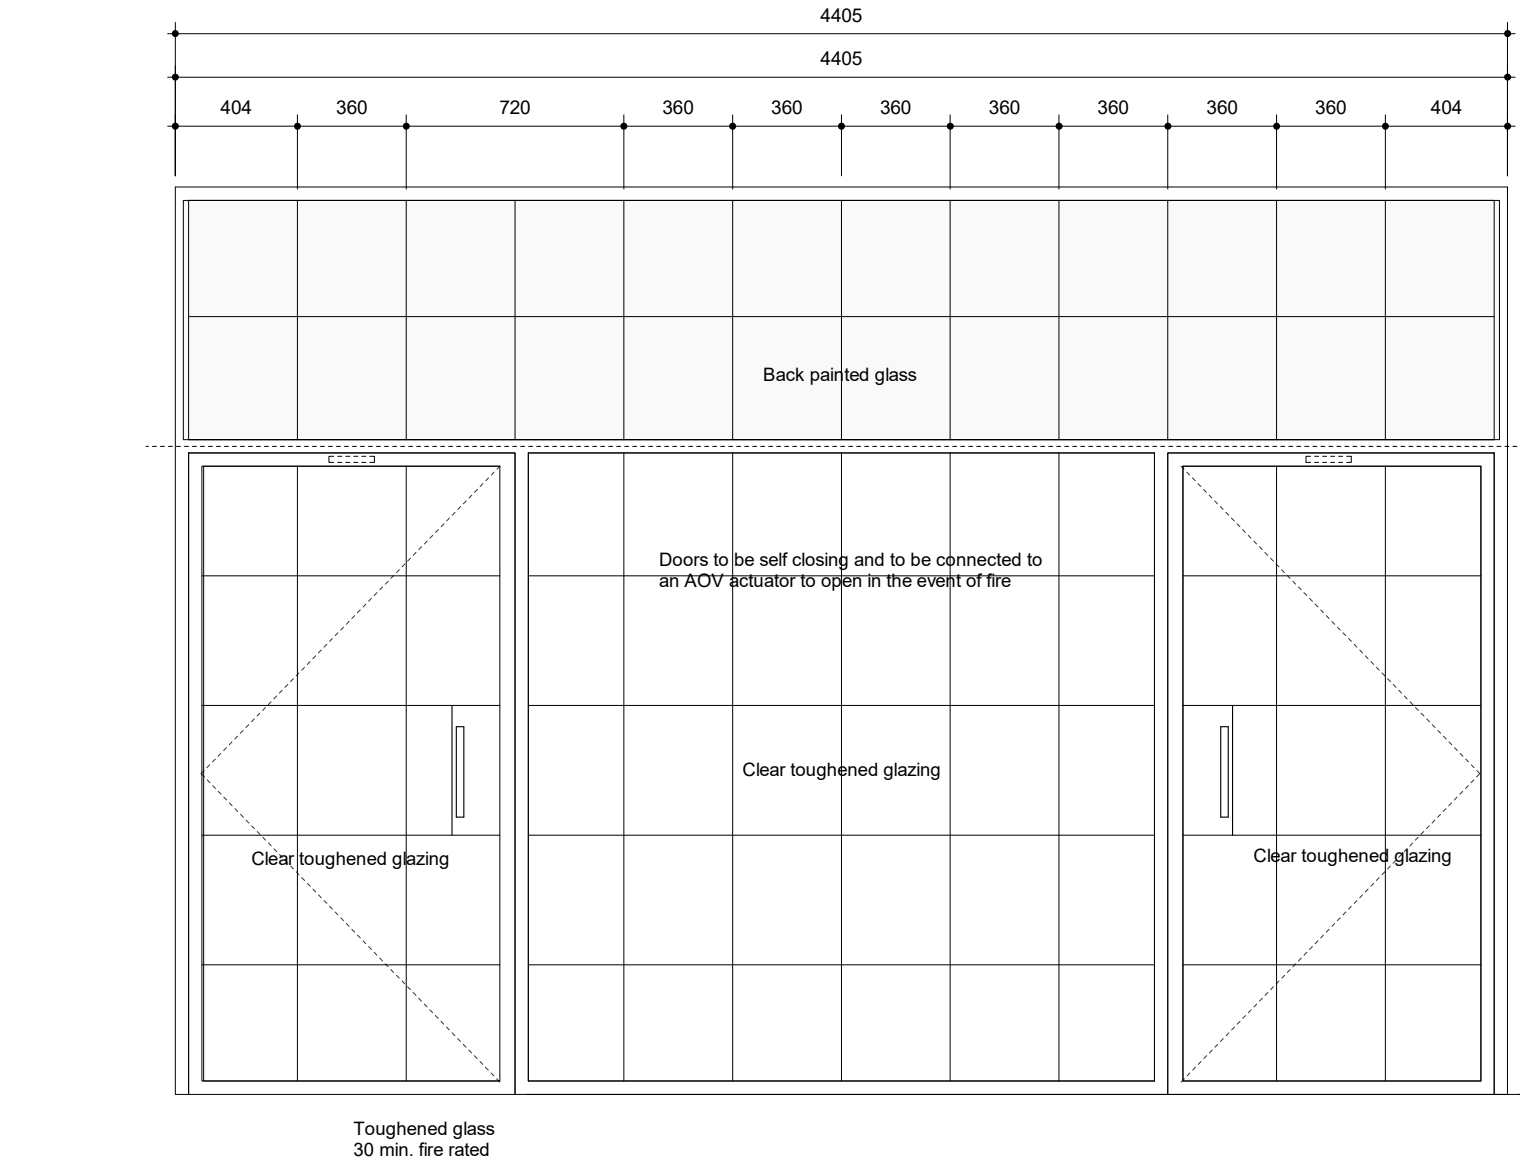 4405
4405
404 360 720 360 360 360 360 360 360 360 404
Back painted glass
Doors to be self closing and to be connected to
an AOV actuator to open in the event of fire
Clear toughened glazing
Clear toughened glazing
Clear toughened glazing
Toughened glass
30 min. fire rated